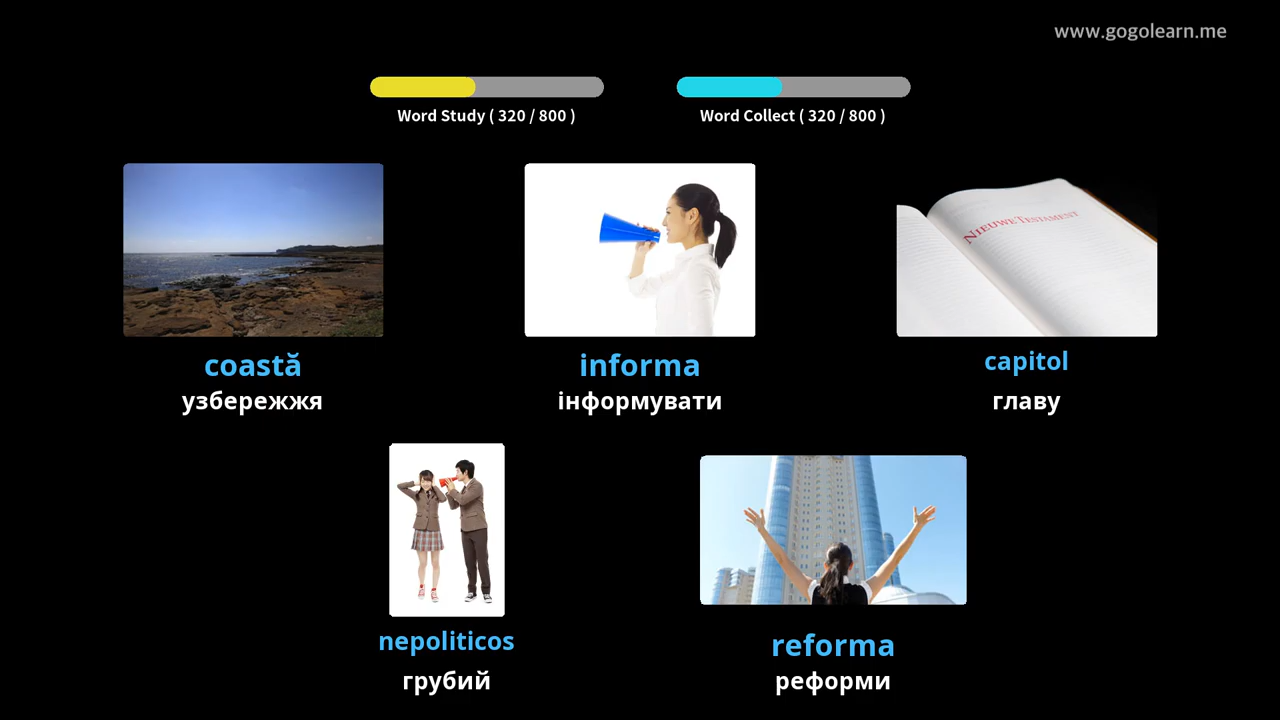 www.gogolearn.me
Word Study ( 320 / 800 )
Word Collect ( 320 / 800 )
NIEUWE TESTAMENT
coastă
узбережжя
informa
інформувати
capitol
главу
nepoliticos
грубий
reforma
реформи